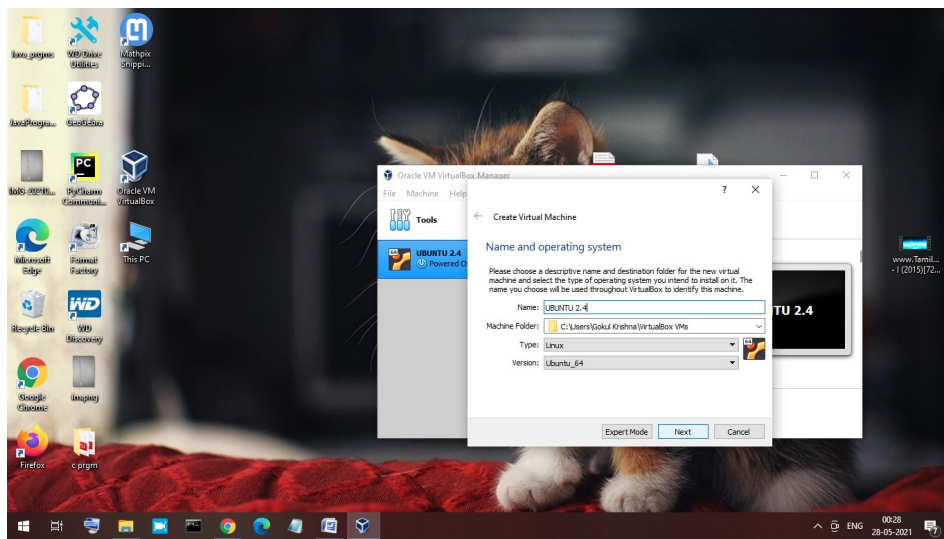 Java_prgms
WD Drive
Utilities
Mathpix
Snippi...
JavaProgra...
GeoGebra
PC
PyCharm
Communi...
Oracle VM
VirtualBox
Microsoft
Edge
Format
Factory
This PC
Recycle Bin
WD
WD
Discovery
Google
Chrome
Firefox
c prgm
www.Tamil...
- I (2015)[72...
Oracle VM VirtualBox Manager
File Machine Help
Tools
64
UBUNTU 2.4
Powered O
TU 2.4
? ×
Create Virtual Machine
Name and operating system
Please choose a descriptive name and destination folder for the new virtual
machine and select the type of operating system you intend to install on it. The
name you choose will be used throughout VirtualBox to identify this machine.
Name: UBUNTU 2.4
Machine Folder: C:\Users\Gokul Krishna\VirtualBox VMs
Type: Linux
64
Version: Ubuntu_64
Expert Mode Next Cancel
ENG
00:28
28-05-2021
7